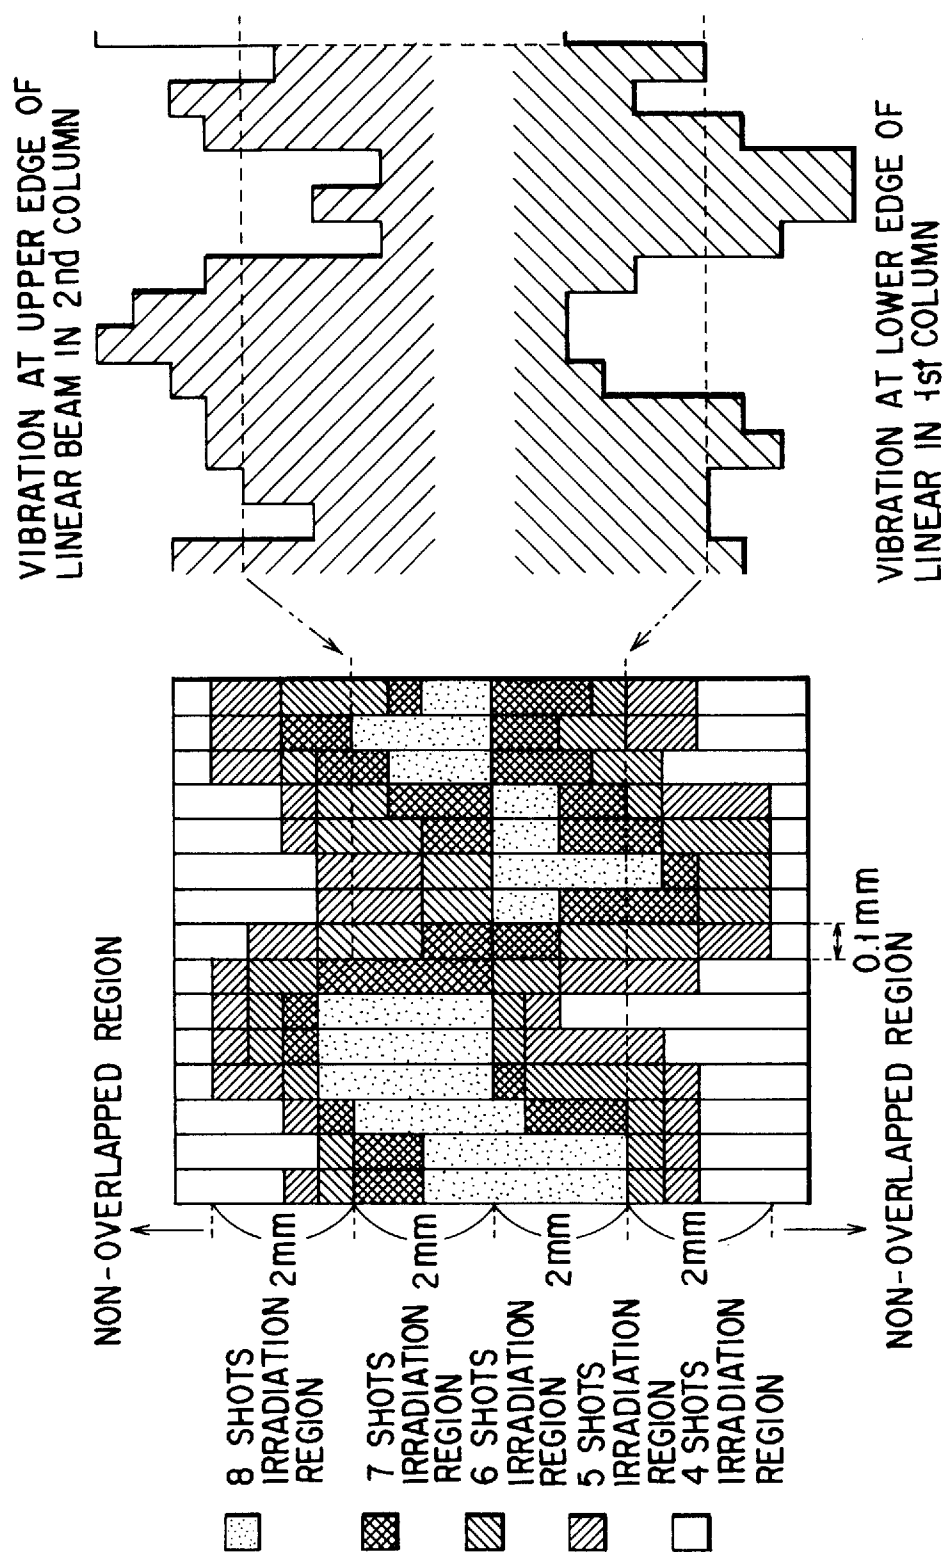 VIBRATION AT UPPER EDGE OF
LINEAR BEAM IN 2nd COLUMN
VIBRATION AT LOWER EDGE OF
LINEAR IN 1st COLUMN
NON-OVERLAPPED REGION
2mm
2mm
2mm
2mm
0.1mm
NON-OVERLAPPED REGION
8 SHOTS
IRRADIATION
REGION
7 SHOTS
IRRADIATION
REGION
6 SHOTS
IRRADIATION
REGION
5 SHOTS
IRRADIATION
REGION
4 SHOTS
IRRADIATION
REGION